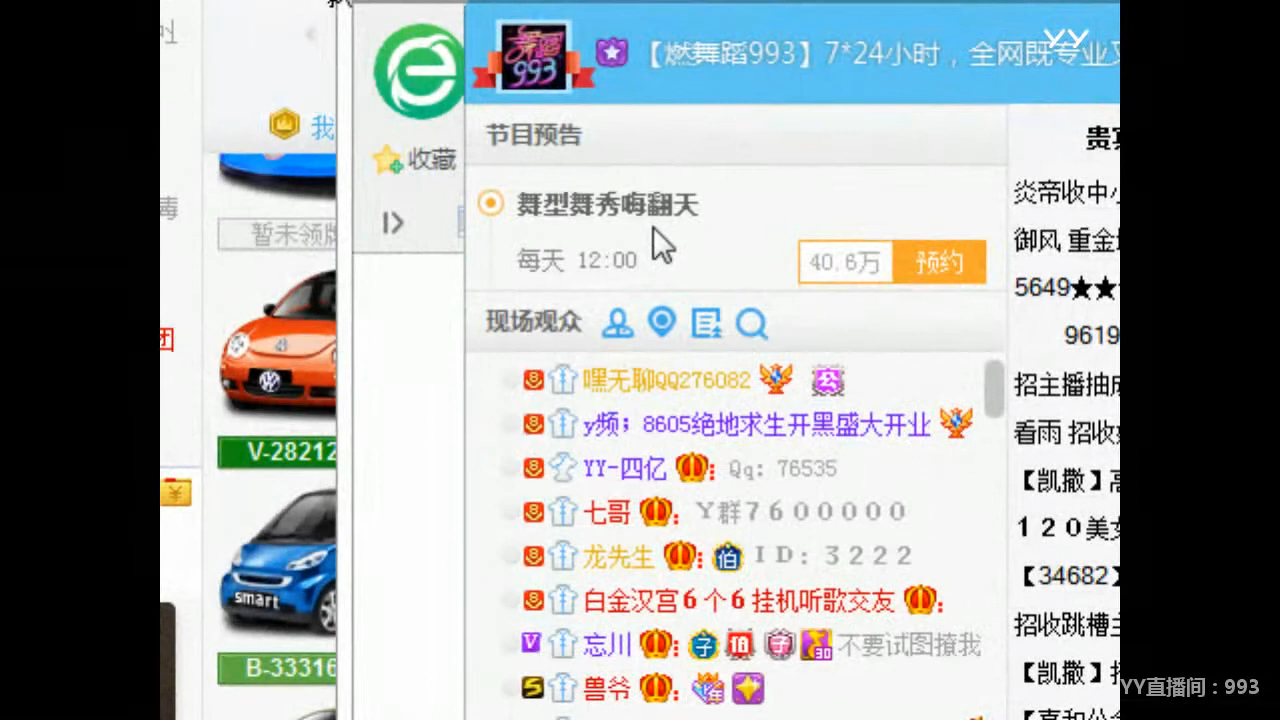 我
暂未领
V-28212
smart
B-33316
收藏
舞蹈
993
【燃舞蹈993】7*24小时，全网既专业
YY
节目预告
舞型舞秀嗨翻天
每天 12:00
40.6万 预约
现场观众
嘿无聊QQ276082
y频；8605绝地求生开黑盛大开业
YY-四亿 : Qq: 76535
七哥 : Y群7600000
龙先生 : 伯 ID: 3222
白金汉宫6个6挂机听歌交友 :
忘川 : 子 30 不要试图撩我
兽爷 :
贵
炎帝收中
御风 重金
5649★★
9619
招主播抽
看雨 招收
【凯撒】
120美
【34682】
招收跳槽
【凯撒】
YY直播间：993